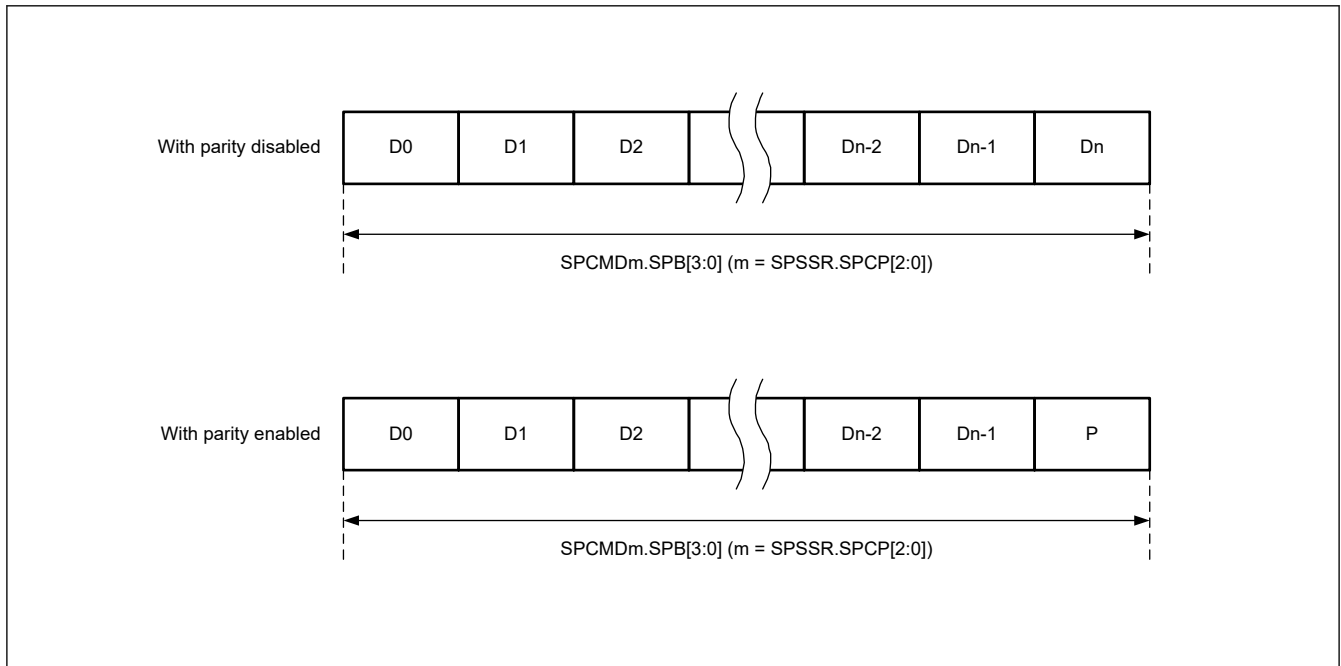 With parity disabled D0 D1 D2 Dn-2 Dn-1 Dn
SPCMDm.SPB[3:0] (m = SPSSR.SPCP[2:0])
With parity enabled D0 D1 D2 Dn-2 Dn-1 P
SPCMDm.SPB[3:0] (m = SPSSR.SPCP[2:0])